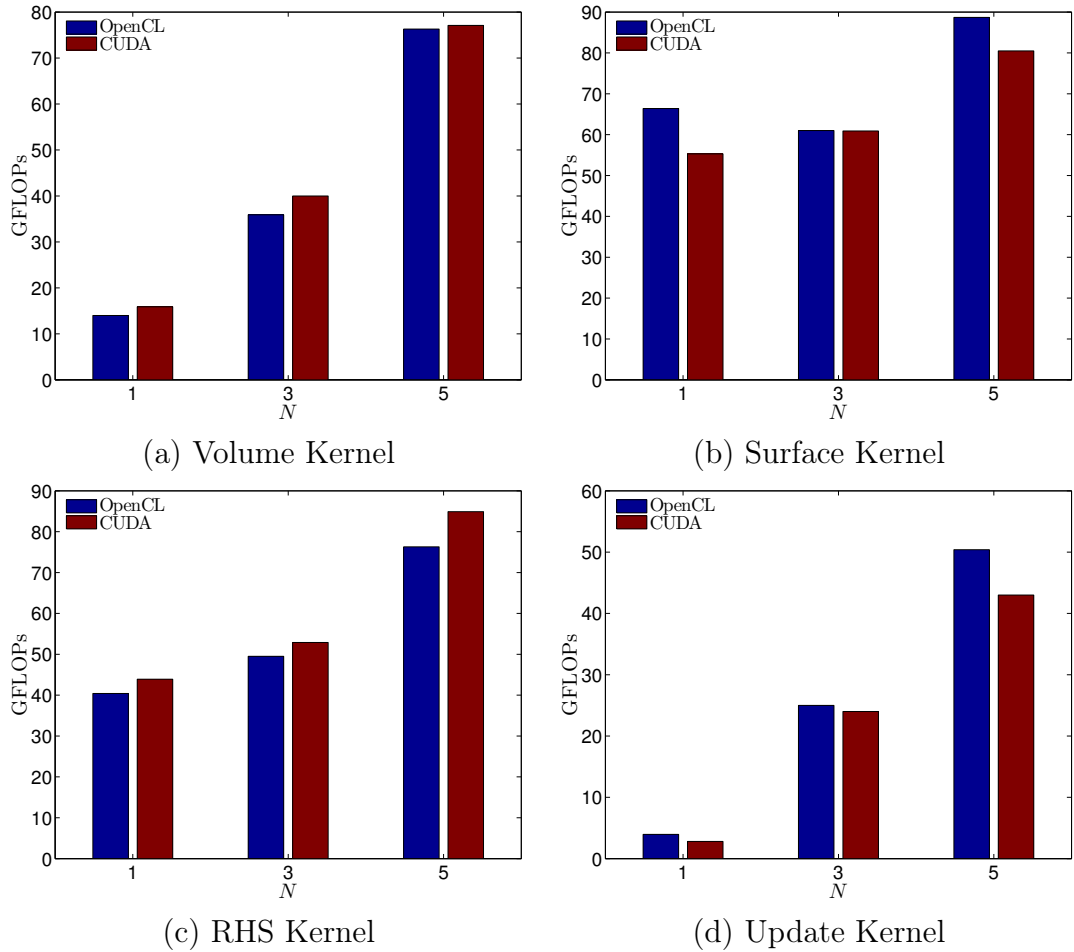 80
70
60
50
40
30
20
10
0
GFLOPs
OpenCL
CUDA
1 3 5
N
(a) Volume Kernel
90
80
70
60
50
40
30
20
10
0
GFLOPs
OpenCL
CUDA
1 3 5
N
(b) Surface Kernel
90
80
70
60
50
40
30
20
10
0
GFLOPs
OpenCL
CUDA
1 3 5
N
(c) RHS Kernel
60
50
40
30
20
10
0
GFLOPs
OpenCL
CUDA
1 3 5
N
(d) Update Kernel